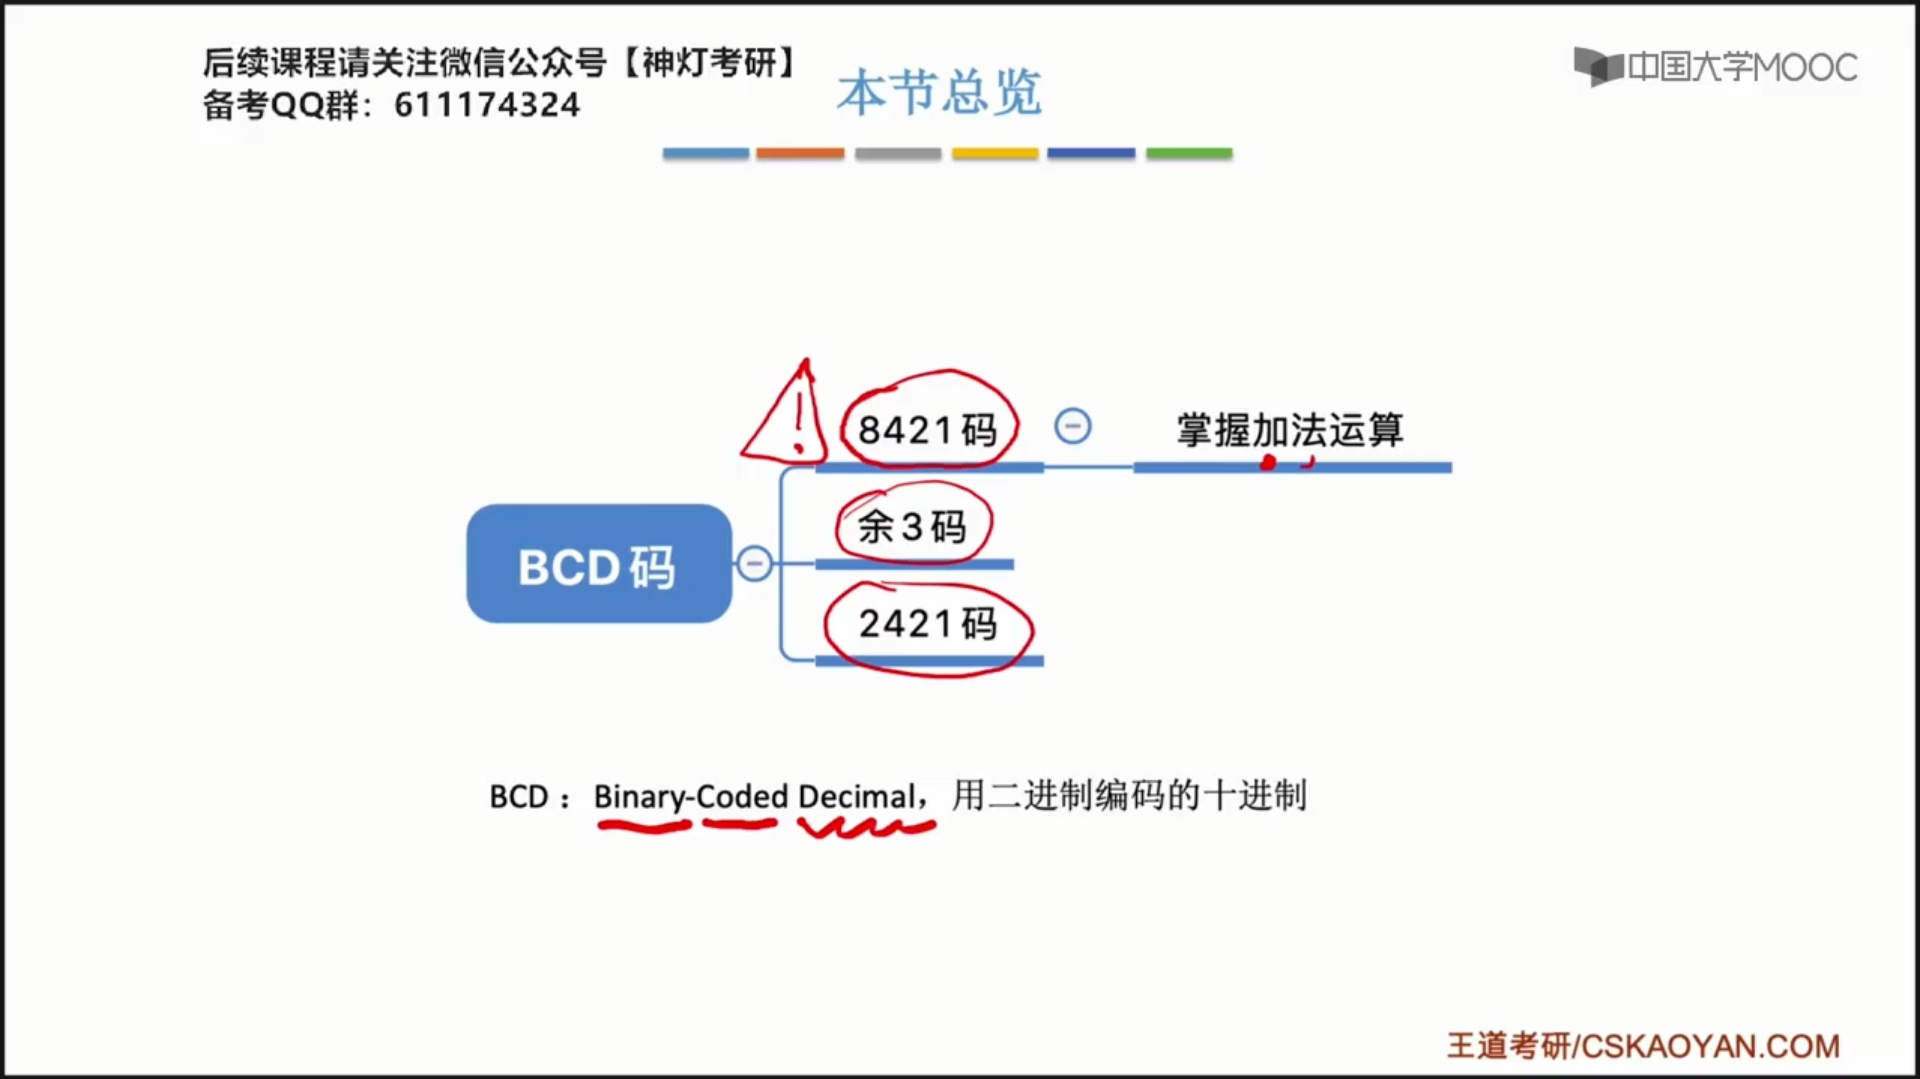 后续课程请关注微信公众号【神灯考研】
备考QQ群：611174324
本节总览
中国大学MOOC
8421码
掌握加法运算
余3码
BCD码
2421码
BCD：Binary-Coded Decimal，用二进制编码的十进制
王道考研/CSKAOYAN.COM